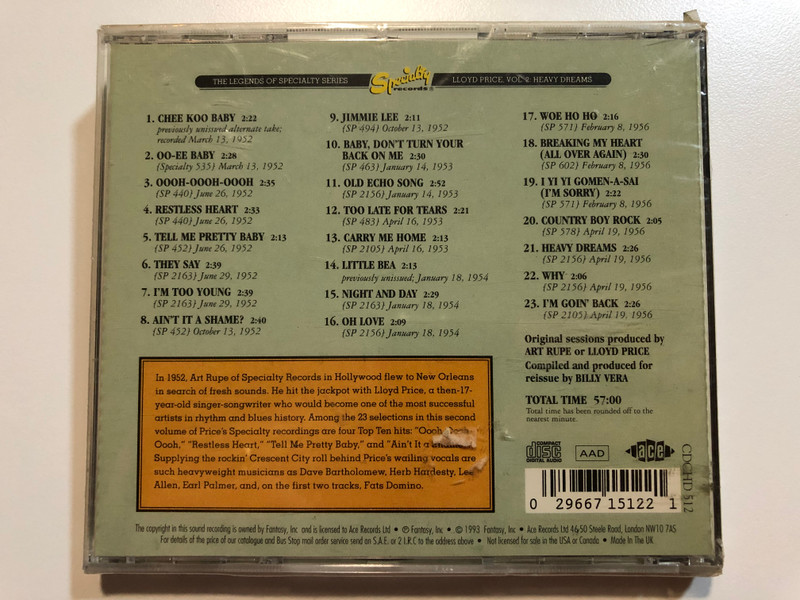 THE LEGENDS OF SPECIALTY SERIES
Specialty
records®
LLOYD PRICE, VOL 2: HEAVY DREAMS
1. CHEE KOO BABY 2:22
previously unissued alternate take;
recorded March 13, 1952
2. OO-EE BABY 2:28
(Specialty 535) March 13, 1952
3. OOOH-OOOH-OOOH 2:35
(SP 440) June 26, 1952
4. RESTLESS HEART 2:33
(SP 440) June 26, 1952
5. TELL ME PRETTY BABY 2:13
(SP 452) June 26, 1952
6. THEY SAY 2:39
(SP 2163) June 29, 1952
7. I'M TOO YOUNG 2:39
(SP 2163) June 29, 1952
8. AIN'T IT A SHAME? 2:40
(SP 452) October 13, 1952
9. JIMMIE LEE 2:11
(SP 494) October 13, 1952
10. BABY, DON'T TURN YOUR
BACK ON ME 2:30
(SP 463) January 14, 1953
11. OLD ECHO SONG 2:52
(SP 2156) January 14, 1953
12. TOO LATE FOR TEARS 2:21
(SP 483) April 16, 1953
13. CARRY ME HOME 2:13
(SP 2105) April 16, 1953
14. LITTLE BEA 2:13
previously unissued; January 18, 1954
15. NIGHT AND DAY 2:29
(SP 2163) January 18, 1954
16. OH LOVE 2:09
(SP 2156) January 18, 1954
17. WOE HO HO 2:16
(SP 571) February 8, 1956
18. BREAKING MY HEART
(ALL OVER AGAIN) 2:30
(SP 602) February 8, 1956
19. I YI YI GOMEN-A-SAI
(I'M SORRY) 2:22
(SP 571) February 8, 1956
20. COUNTRY BOY ROCK 2:05
(SP 578) April 19, 1956
21. HEAVY DREAMS 2:26
(SP 2156) April 19, 1956
22. WHY 2:06
(SP 2156) April 19, 1956
23. I'M GOIN' BACK 2:26
(SP 2105) April 19, 1956
Original sessions produced by
ART RUPE or LLOYD PRICE
Compiled and produced for
reissue by BILLY VERA
TOTAL TIME 57:00
Total time has been rounded off to the
nearest minute.
In 1952, Art Rupe of Specialty Records in Hollywood flew to New Orleans
in search of fresh sounds. He hit the jackpot with Lloyd Price, a then-17-
year-old singer-songwriter who would become one of the most successful
artists in rhythm and blues history. Among the 23 selections in this second
volume of Price's Specialty recordings are four Top Ten hits: "Oooh-Oooh-
Oooh," "Restless Heart," "Tell Me Pretty Baby," and "Ain't It a
Supplying the rockin' Crescent City roll behind Price's wailing vocals are
such heavyweight musicians as Dave Bartholomew, Herb Hardesty, Lee
Allen, Earl Palmer, and, on the first two tracks, Fats Domino.
COMPACT
disc
DIGITAL AUDIO
AAD
ace
CDCHD 512
0 29667 15122 1
The copyright in this sound recording is owned by Fantasy, Inc and is licensed to Ace Records Ltd • ℗ Fantasy, Inc • © 1993 Fantasy, Inc • Ace Records Ltd 46-50 Steele Road, London NW10 7AS
For details of the price of our catalogue and Bus Stop mail order service send an S.A.E. or 2 I.R.C to the address above • Not licensed for sale in the USA or Canada • Made In The UK